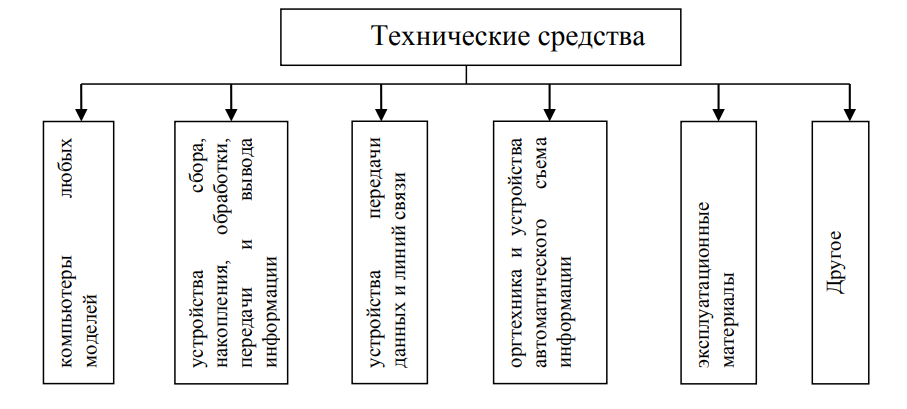 Технические средства
компьютеры любых
моделей
устройства сбора,
накопления, обработки,
передачи и вывода
информации
устройства передачи
данных и линий связи
оргтехника и устройства
автоматического съема
информации
эксплуатационные
материалы
Другое